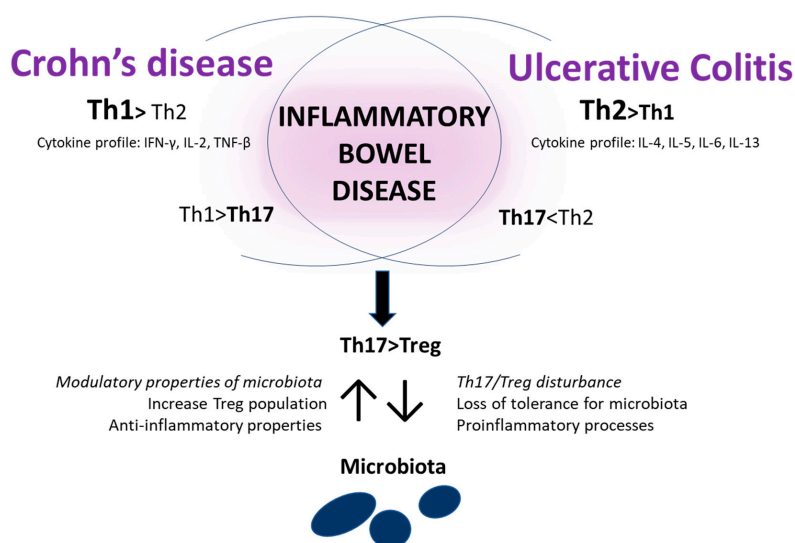 Crohn's disease
Th1> Th2
Cytokine profile: IFN-γ, IL-2, TNF-β
Th1>Th17
INFLAMMATORY
BOWEL
DISEASE
Ulcerative Colitis
Th2>Th1
Cytokine profile: IL-4, IL-5, IL-6, IL-13
Th17<Th2
Th17>Treg
Modulatory properties of microbiota
Increase Treg population
Anti-inflammatory properties
Th17/Treg disturbance
Loss of tolerance for microbiota
Proinflammatory processes
Microbiota